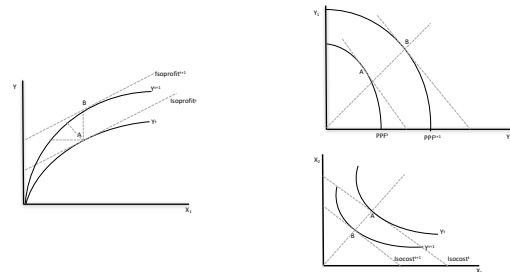 Y
Isoprofitᵗ⁺¹
B
Yᵗ⁺¹
Isoprofitᵗ
A
Yᵗ
X₁
Y₁
B
A
PPFᵗ
PPFᵗ⁺¹
Y
X₂
A
B
Yᵗ
Yᵗ⁺¹
Isocostᵗ⁺¹
Isocostᵗ